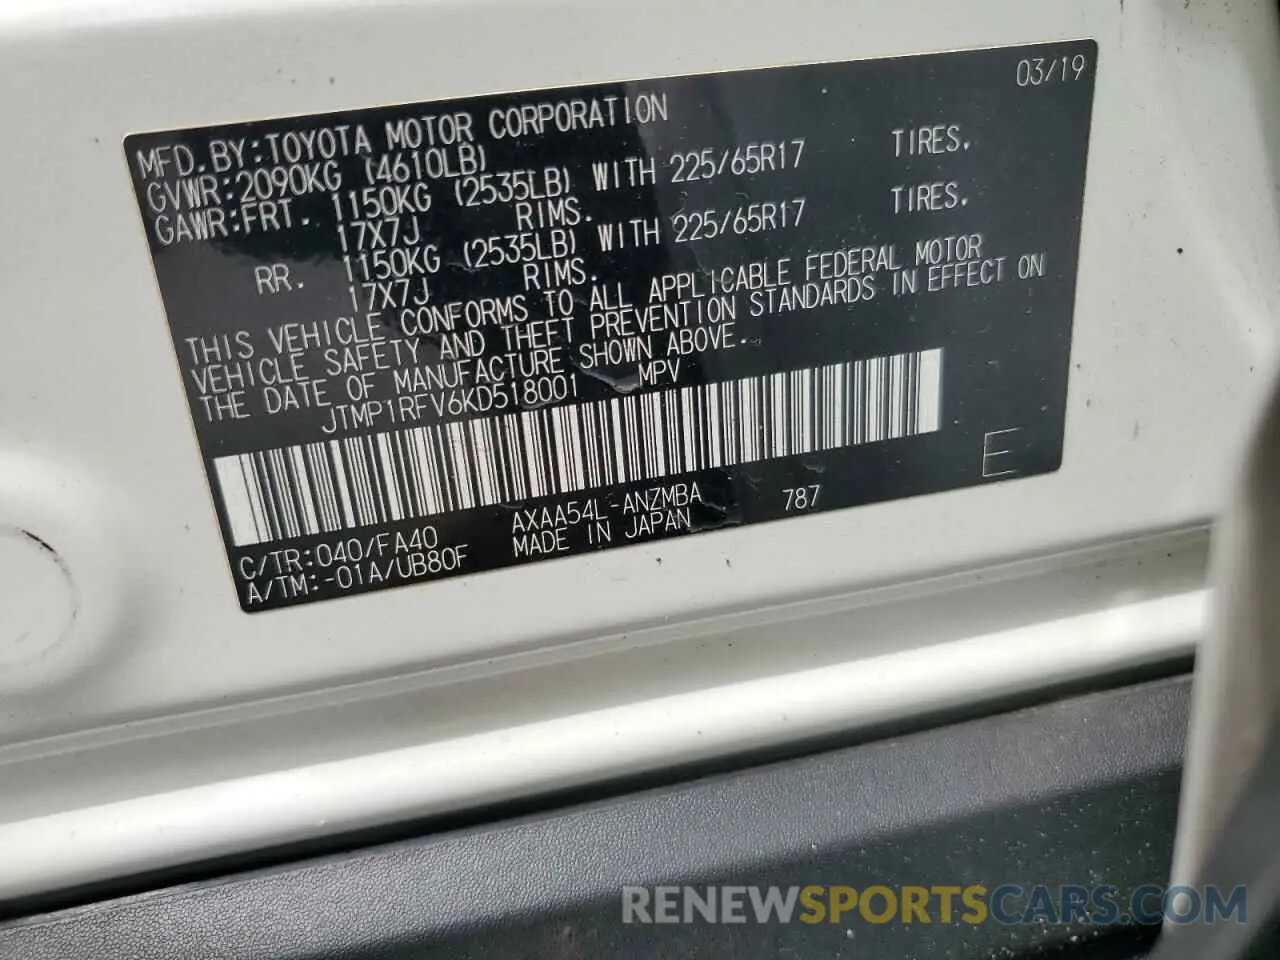 03/19
MFD.BY:TOYOTA MOTOR CORPORATION
GVWR:2090KG (4610LB)
GAWR:FRT. 1150KG (2535LB) WITH 225/65R17 TIRES.
17X7J RIMS.
RR. 1150KG (2535LB) WITH 225/65R17 TIRES.
17X7J RIMS.
THIS VEHICLE CONFORMS TO ALL APPLICABLE FEDERAL MOTOR
VEHICLE SAFETY AND THEFT PREVENTION STANDARDS IN EFFECT ON
THE DATE OF MANUFACTURE SHOWN ABOVE.
JTMP1RFV6KD518001 MPV
C/TR:040/FA40 AXAA54L-ANZMBA 787
A/TM:-01A/UB80F MADE IN JAPAN
E
RENEWSPORTSCARS.COM